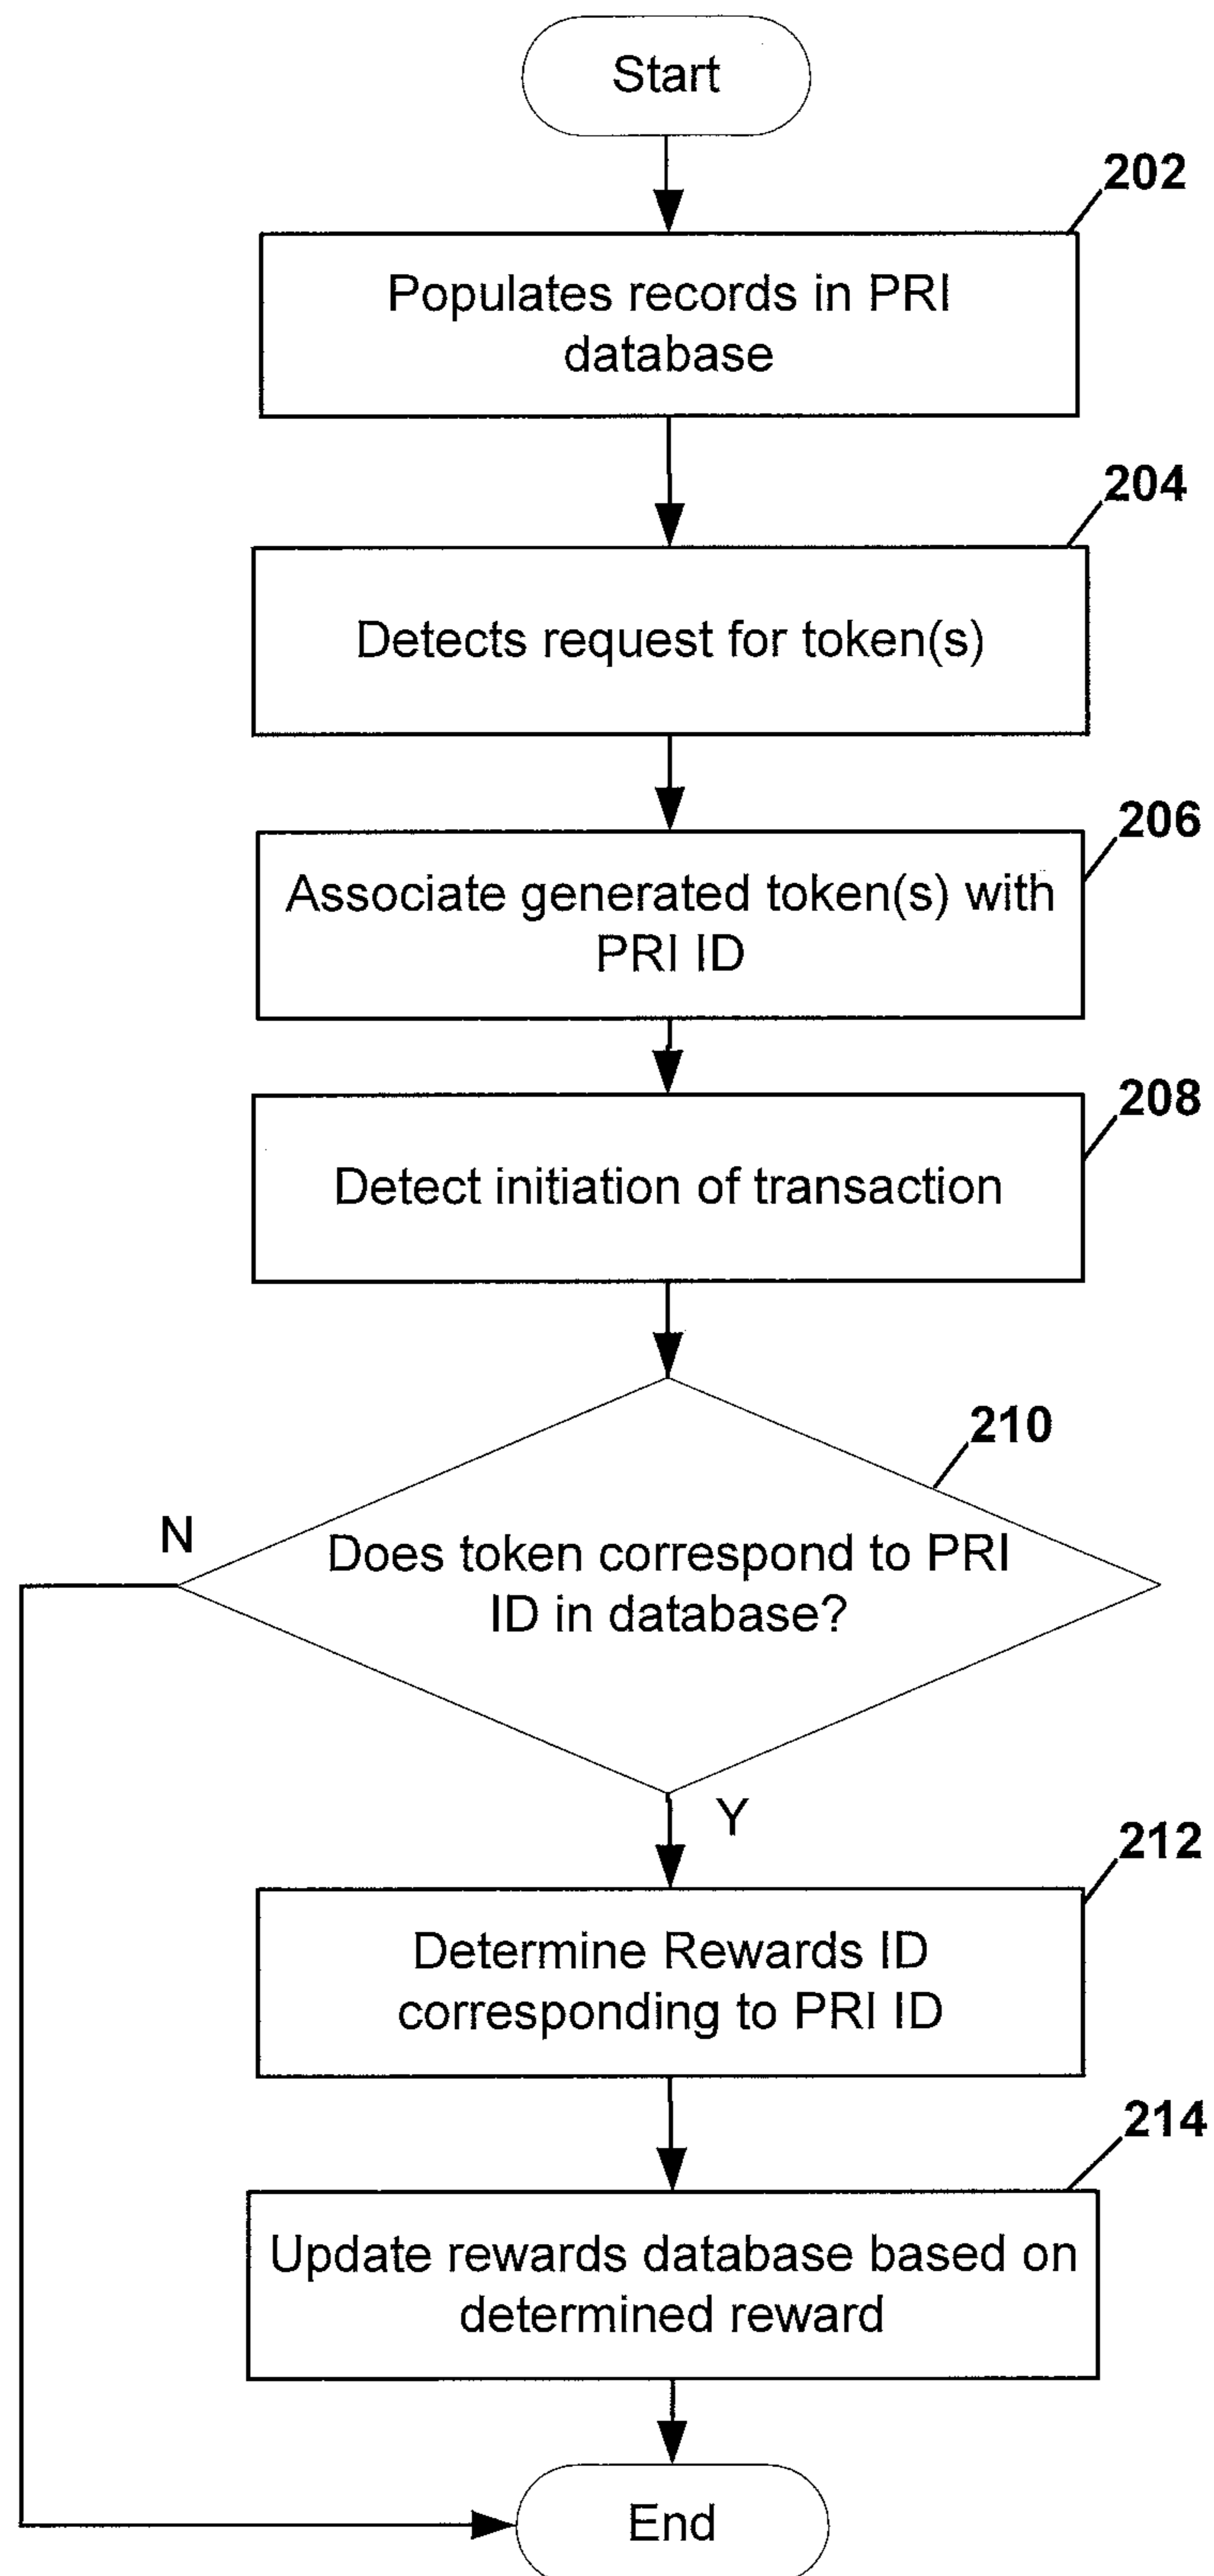 Start
202
Populates records in PRI
database
204
Detects request for token(s)
206
Associate generated token(s) with
PRI ID
208
Detect initiation of transaction
210
N
Does token correspond to PRI
ID in database?
Y
212
Determine Rewards ID
corresponding to PRI ID
214
Update rewards database based on
determined reward
End